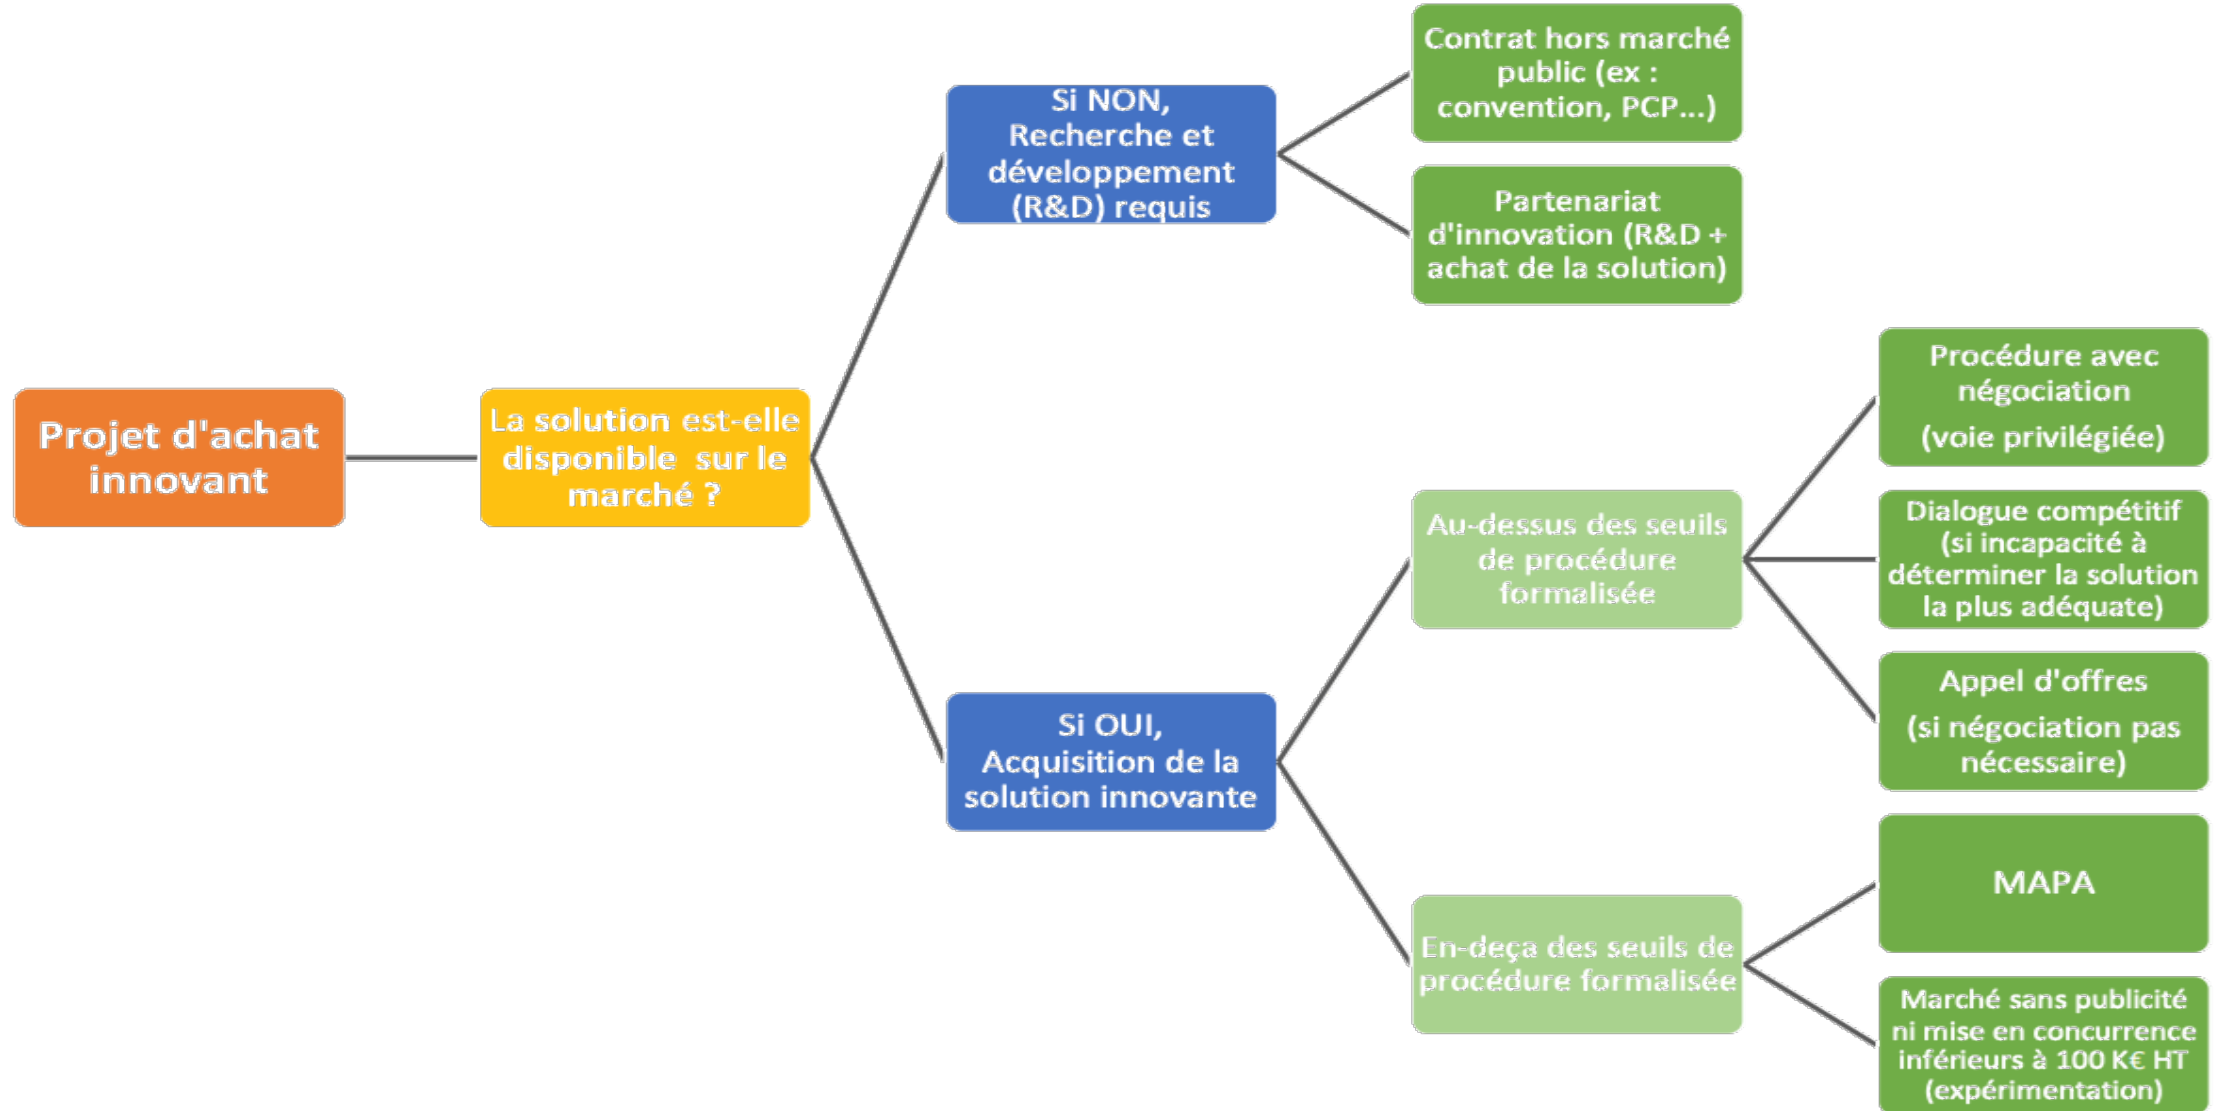 Projet d'achat
innovant
La solution est-elle
disponible sur le
marché ?
Si NON,
Recherche et
développement
(R&D) requis
Contrat hors marché
public (ex :
convention, PCP...)
Partenariat
d'innovation (R&D +
achat de la solution)
Si OUI,
Acquisition de la
solution innovante
Au-dessus des seuils
de procédure
formalisée
Procédure avec
négociation
(voie privilégiée)
Dialogue compétitif
(si incapacité à
déterminer la solution
la plus adéquate)
Appel d'offres
(si négociation pas
nécessaire)
En-deça des seuils de
procédure formalisée
MAPA
Marché sans publicité
ni mise en concurrence
inférieurs à 100 K€ HT
(expérimentation)